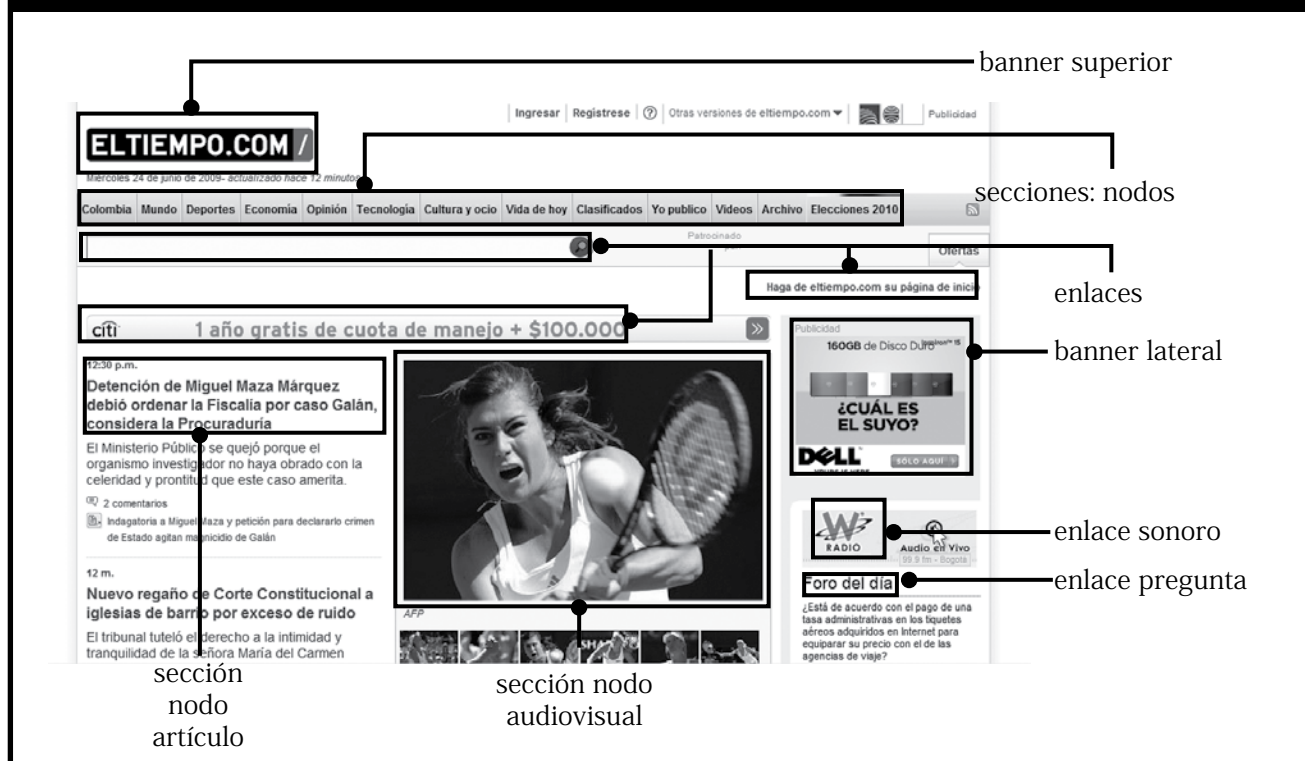 banner superior
Ingresar | Regístrese | ? | Otras versiones de eltiempo.com
Publicidad
ELTIEMPO.COM /
Miércoles 24 de junio de 2009- actualizado hace 12 minutos
secciones: nodos
Colombia Mundo Deportes Economía Opinión Tecnología Cultura y ocio Vida de hoy Clasificados Yo publico Videos Archivo Elecciones 2010
Patrocinado
Ofertas
Haga de eltiempo.com su página de inicio
enlaces
citi 1 año gratis de cuota de manejo + $100.000 »
Publicidad
160GB de Disco Duro
inspiron 15
¿CUÁL ES
EL SUYO?
DELL
SÓLO AQUÍ
banner lateral
12:30 p.m.
Detención de Miguel Maza Márquez
debió ordenar la Fiscalía por caso Galán,
considera la Procuraduría
El Ministerio Público se quejó porque el
organismo investigador no haya obrado con la
celeridad y prontitud que este caso amerita.
2 comentarios
Indagatoria a Miguel Maza y petición para declararlo crimen
de Estado agitan magnicidio de Galán
12 m.
Nuevo regaño de Corte Constitucional a
iglesias de barrio por exceso de ruido
El tribunal tuteló el derecho a la intimidad y
tranquilidad de la señora María del Carmen
AFP
W
RADIO
Audio en Vivo
99.9 fm - Bogotá
enlace sonoro
Foro del día
enlace pregunta
¿Está de acuerdo con el pago de una
tasa administrativas en los tiquetes
aéreos adquiridos en Internet para
equiparar su precio con el de las
agencias de viaje?
sección
nodo
artículo
sección nodo
audiovisual